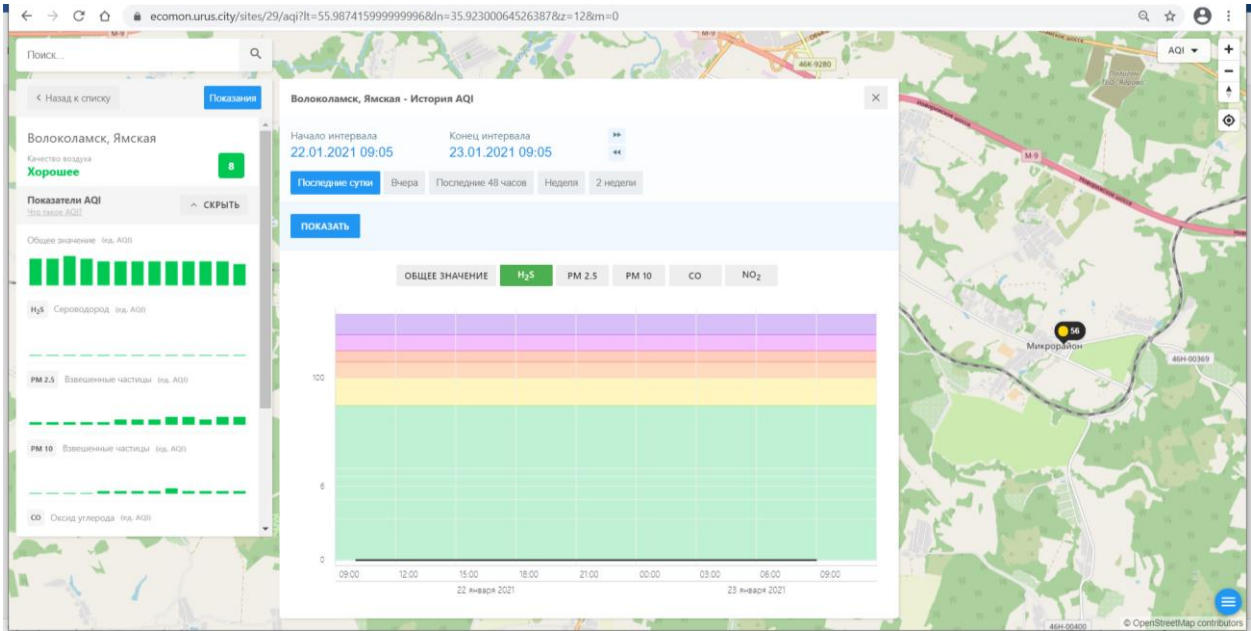 ecomon.urus.city/sites/29/aqi?lt=55.987415999999996&ln=35.9230006452638&z=12&m=0
Поиск...
М-9
М-9
46К-9280
AQI
Назад к списку
Показания
Волоколамск, Ямская - История AQI
Волоколамск, Ямская
Качество воздуха
Хорошее
8
Начало интервала
Конец интервала
22.01.2021 09:05
23.01.2021 09:05
Последние сутки
Вчера
Последние 48 часов
Неделя
2 недели
Показатели AQI
Что такое AQI?
СКРЫТЬ
ПОКАЗАТЬ
Общее значение (ед. AQI)
ОБЩЕЕ ЗНАЧЕНИЕ
H₂S
PM 2.5
PM 10
CO
NO₂
H₂S Сероводород (ед. AQI)
PM 2.5 Взвешенные частицы (ед. AQI)
PM 10 Взвешенные частицы (ед. AQI)
CO Оксид углерода (ед. AQI)
100
6
0
09:00 12:00 15:00 18:00 21:00 00:00 03:00 06:00 09:00
22 января 2021
23 января 2021
М-9
56
Микрорайон
46Н-00369
46Н-00400
© OpenStreetMap contributors